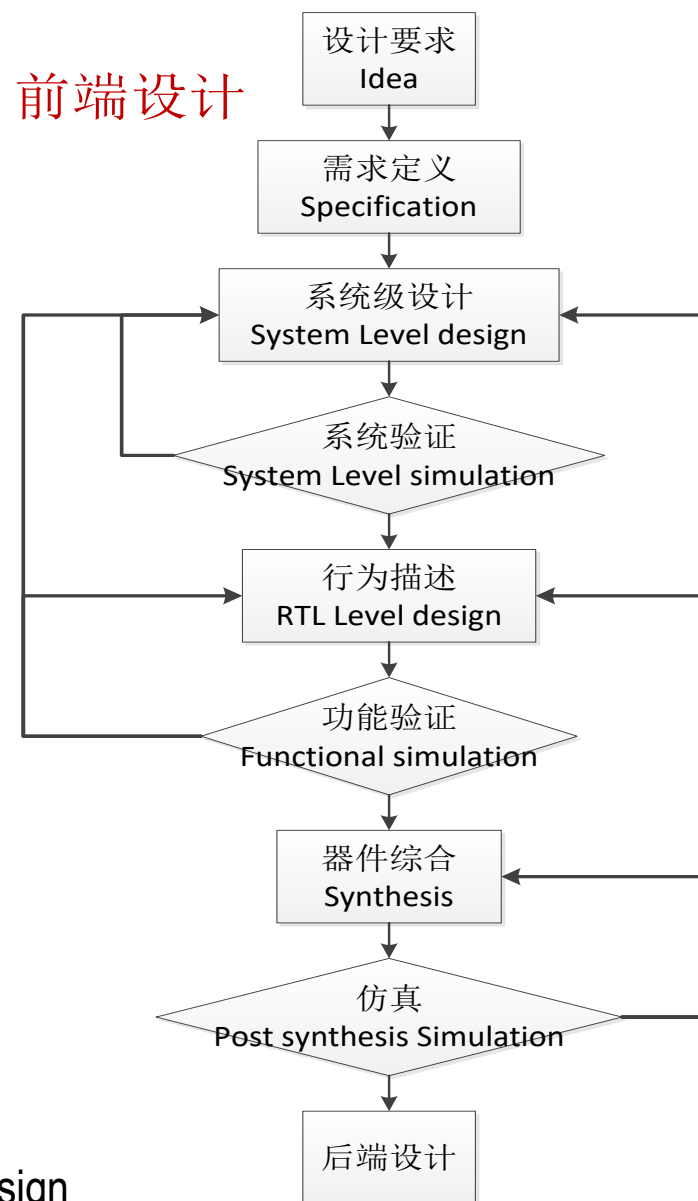 前端设计
设计要求
Idea
需求定义
Specification
系统级设计
System Level design
系统验证
System Level simulation
行为描述
RTL Level design
功能验证
Functional simulation
器件综合
Synthesis
仿真
Post synthesis Simulation
后端设计
sign